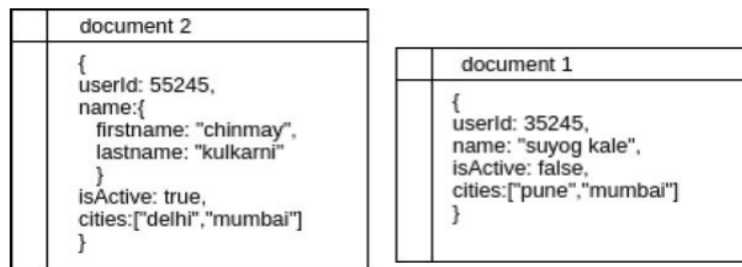 document 2
{
userId: 55245,
name:{
firstname: "chinmay",
lastname: "kulkarni"
}
isActive: true,
cities:["delhi","mumbai"]
}
document 1
{
userId: 35245,
name: "suyog kale",
isActive: false,
cities:["pune","mumbai"]
}